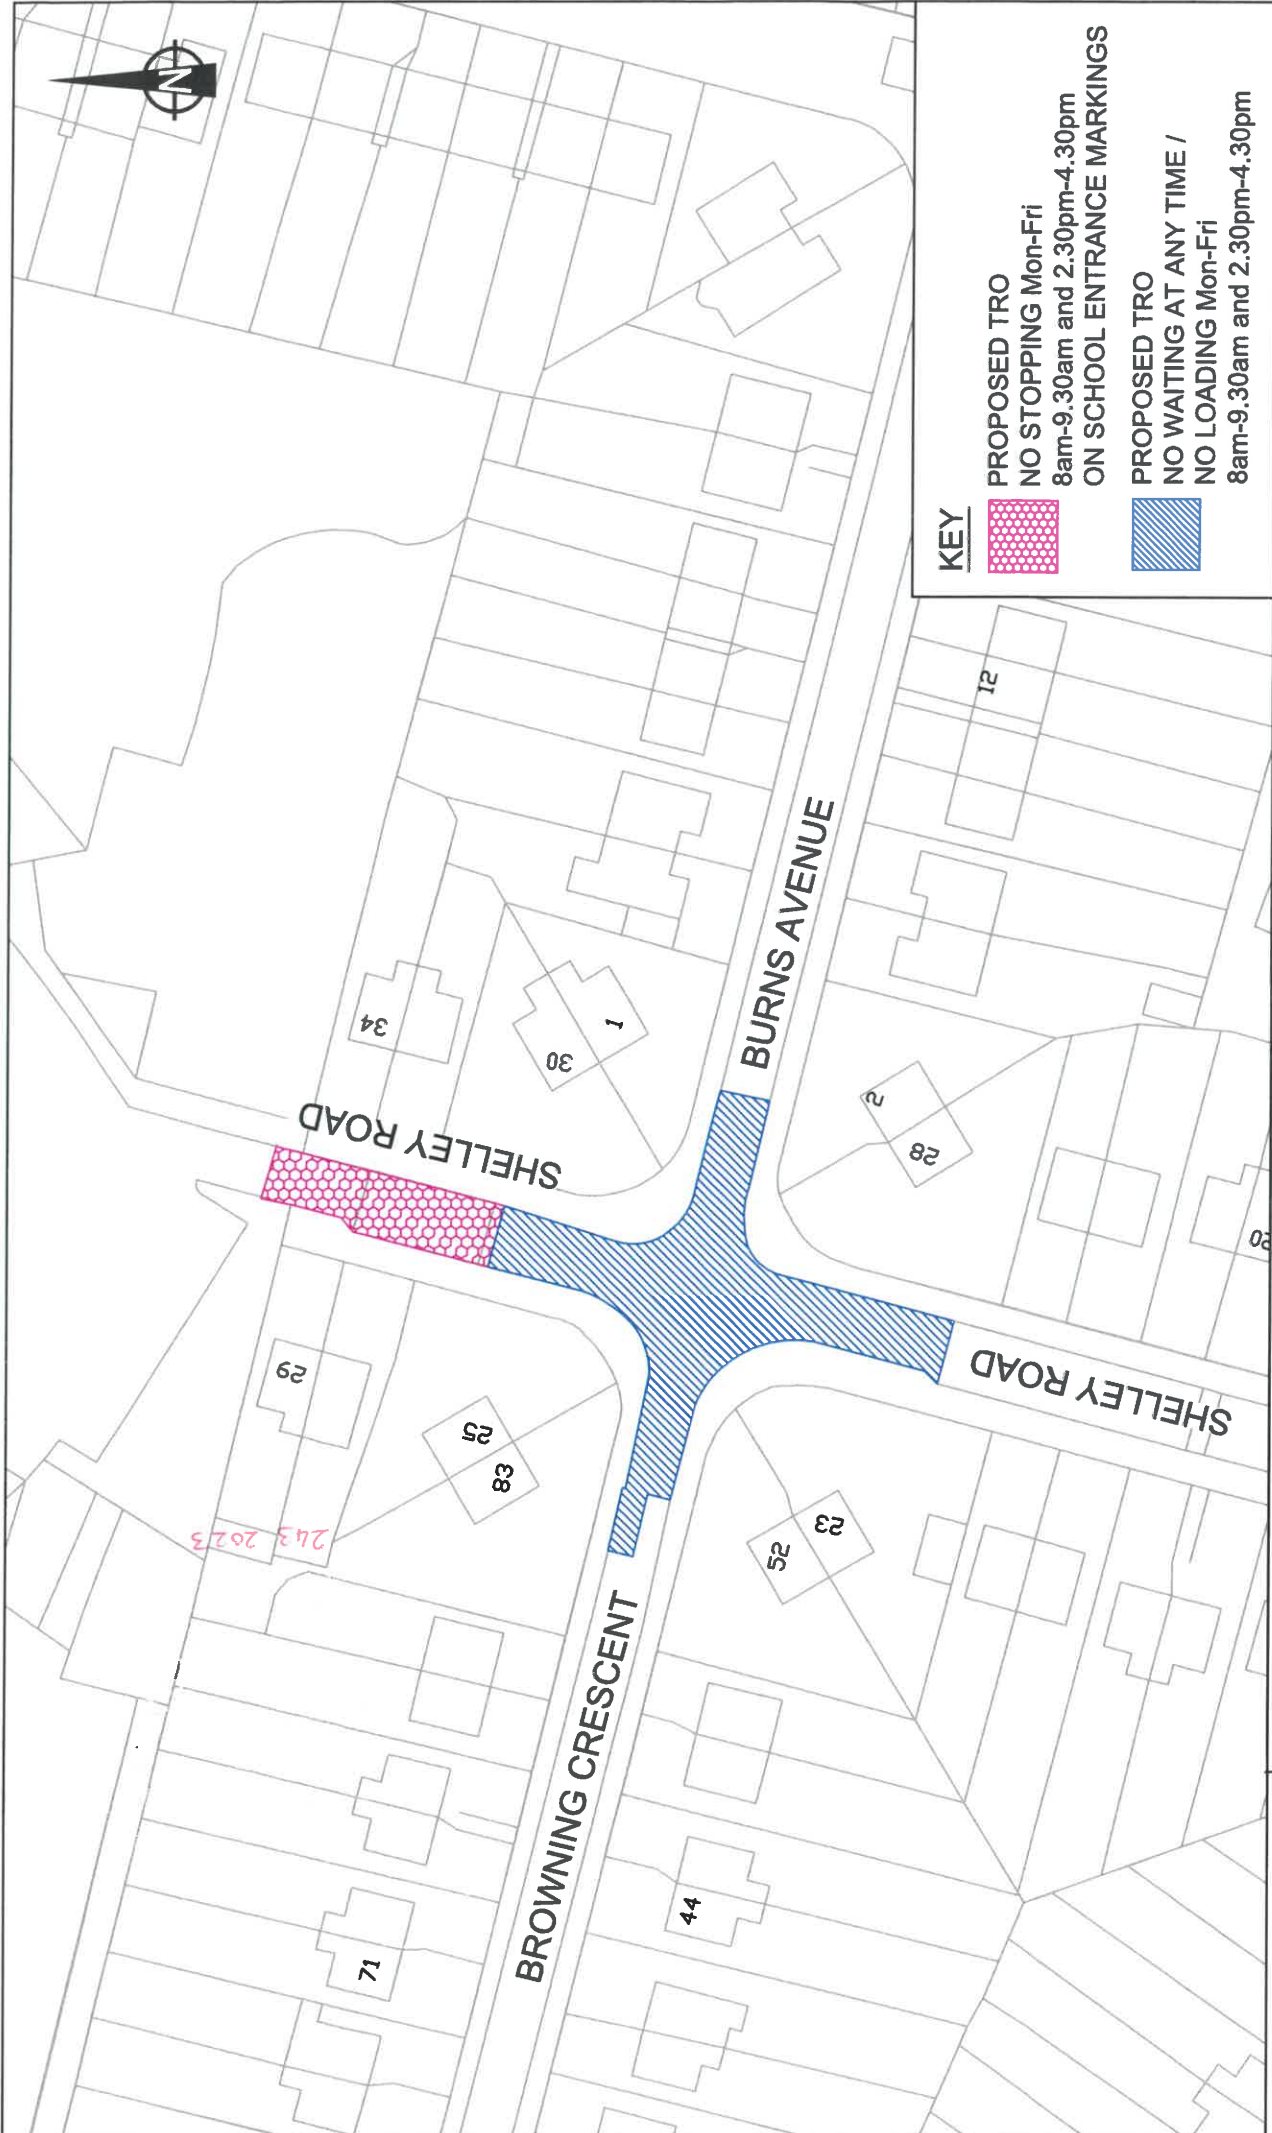 N
KEY
PROPOSED TRO
NO STOPPING Mon-Fri
8am-9.30am and 2.30pm-4.30pm
ON SCHOOL ENTRANCE MARKINGS
PROPOSED TRO
NO WAITING AT ANY TIME /
NO LOADING Mon-Fri
8am-9.30am and 2.30pm-4.30pm
SHELLEY ROAD
BURNS AVENUE
SHELLEY ROAD
BROWNING CRESCENT
34
30
1
12
2
28
20
29
25
83
243
2023
52
23
44
71